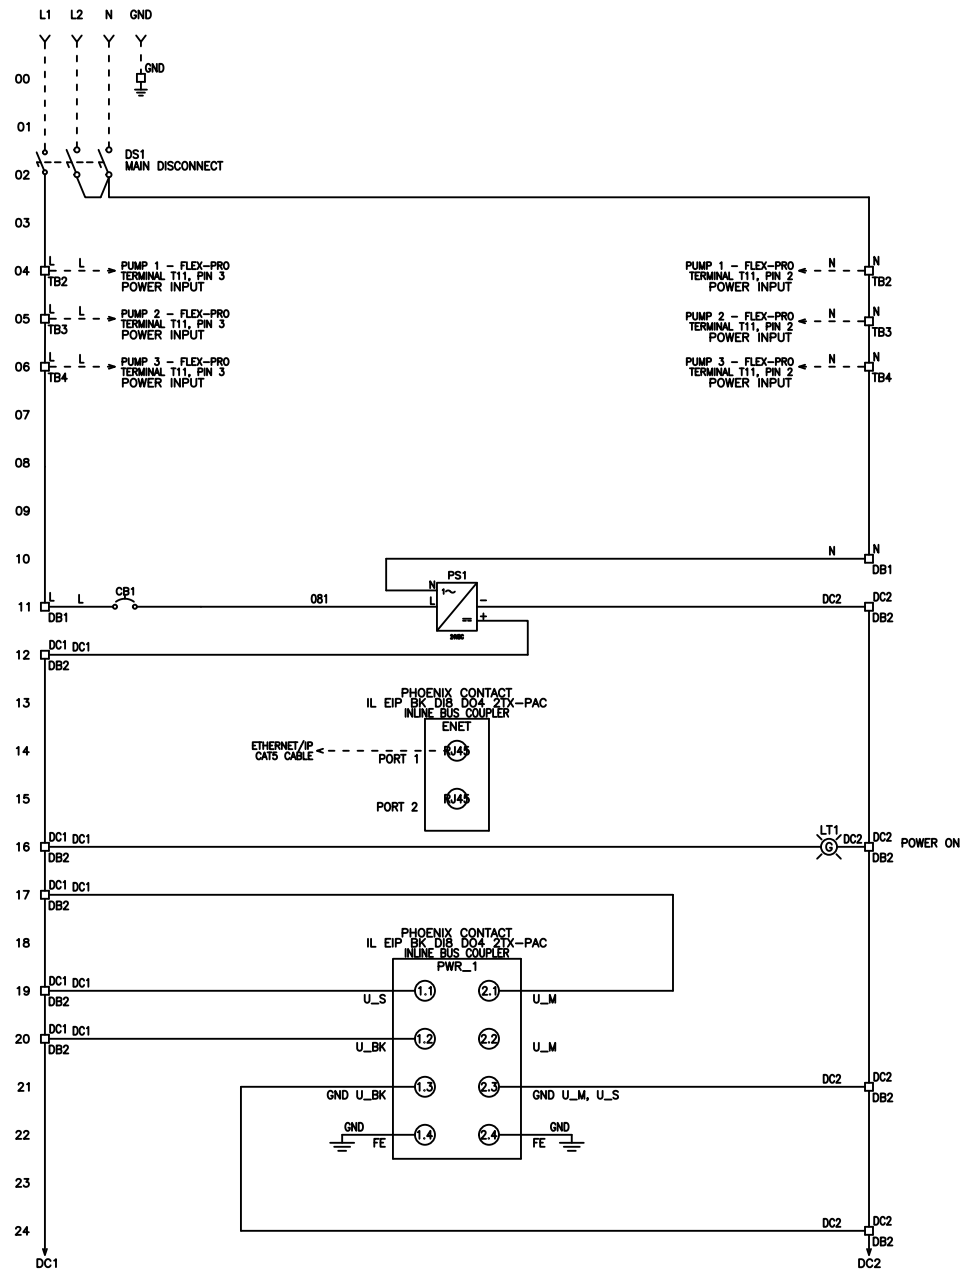 L1 L2 N GND
GND
00
01
DS1
MAIN DISCONNECT
02
03
L L PUMP 1 - FLEX-PRO PUMP 1 - FLEX-PRO N N
04 TERMINAL T11, PIN 3 TERMINAL T11, PIN 2
TB2 POWER INPUT POWER INPUT TB2
L L PUMP 2 - FLEX-PRO PUMP 2 - FLEX-PRO N N
05 TERMINAL T11, PIN 3 TERMINAL T11, PIN 2
TB3 POWER INPUT POWER INPUT TB3
L L PUMP 3 - FLEX-PRO PUMP 3 - FLEX-PRO N N
06 TERMINAL T11, PIN 3 TERMINAL T11, PIN 2
TB4 POWER INPUT POWER INPUT TB4
07
08
09
10 N N
DB1
PS1
N 1~
L L CB1 081 L - DC2 DC2
11 DB1 + DB2
DC1 DC1
12 DB2
13 PHOENIX CONTACT
IL EIP BK DI8 DO4 2TX-PAC
INLINE BUS COUPLER
ENET
14 ETHERNET/IP RJ45
CAT5 CABLE PORT 1
15 RJ45
PORT 2
LT1
16 DC1 DC1 G DC2 DC2 POWER ON
DB2 DB2
17 DC1 DC1
DB2
18 PHOENIX CONTACT
IL EIP BK DI8 DO4 2TX-PAC
INLINE BUS COUPLER
PWR_1
19 DC1 DC1 1.1 2.1
DB2 U_S U_M
20 DC1 DC1 1.2 2.2
DB2 U_BK U_M
21 1.3 2.3 DC2 DC2
GND U_BK GND U_M, U_S DB2
22 GND 1.4 2.4 GND
FE FE
23
24 DC2 DC2
DB2
DC1 DC2